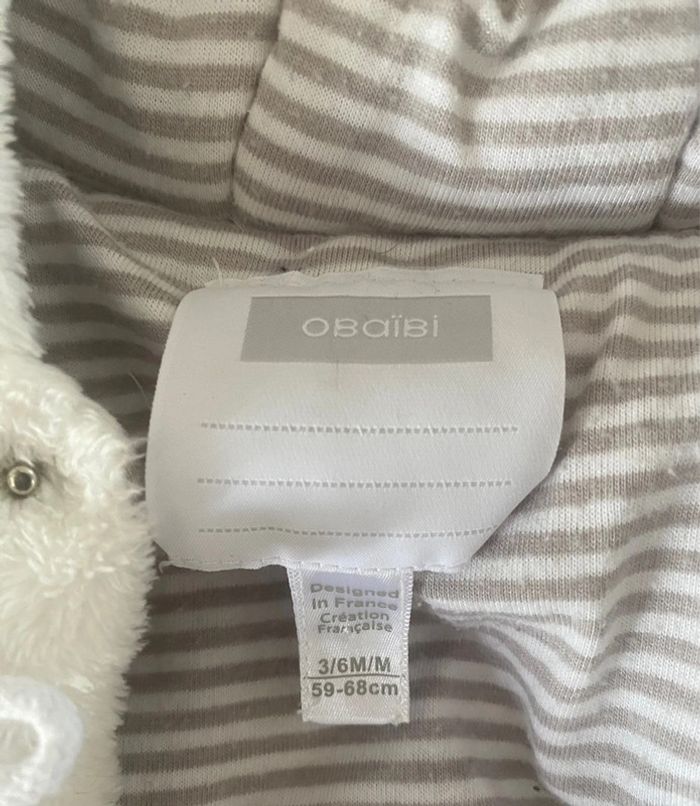 OBaïBi
Designed
in France
Création
Française
3/6M/M
59-68cm